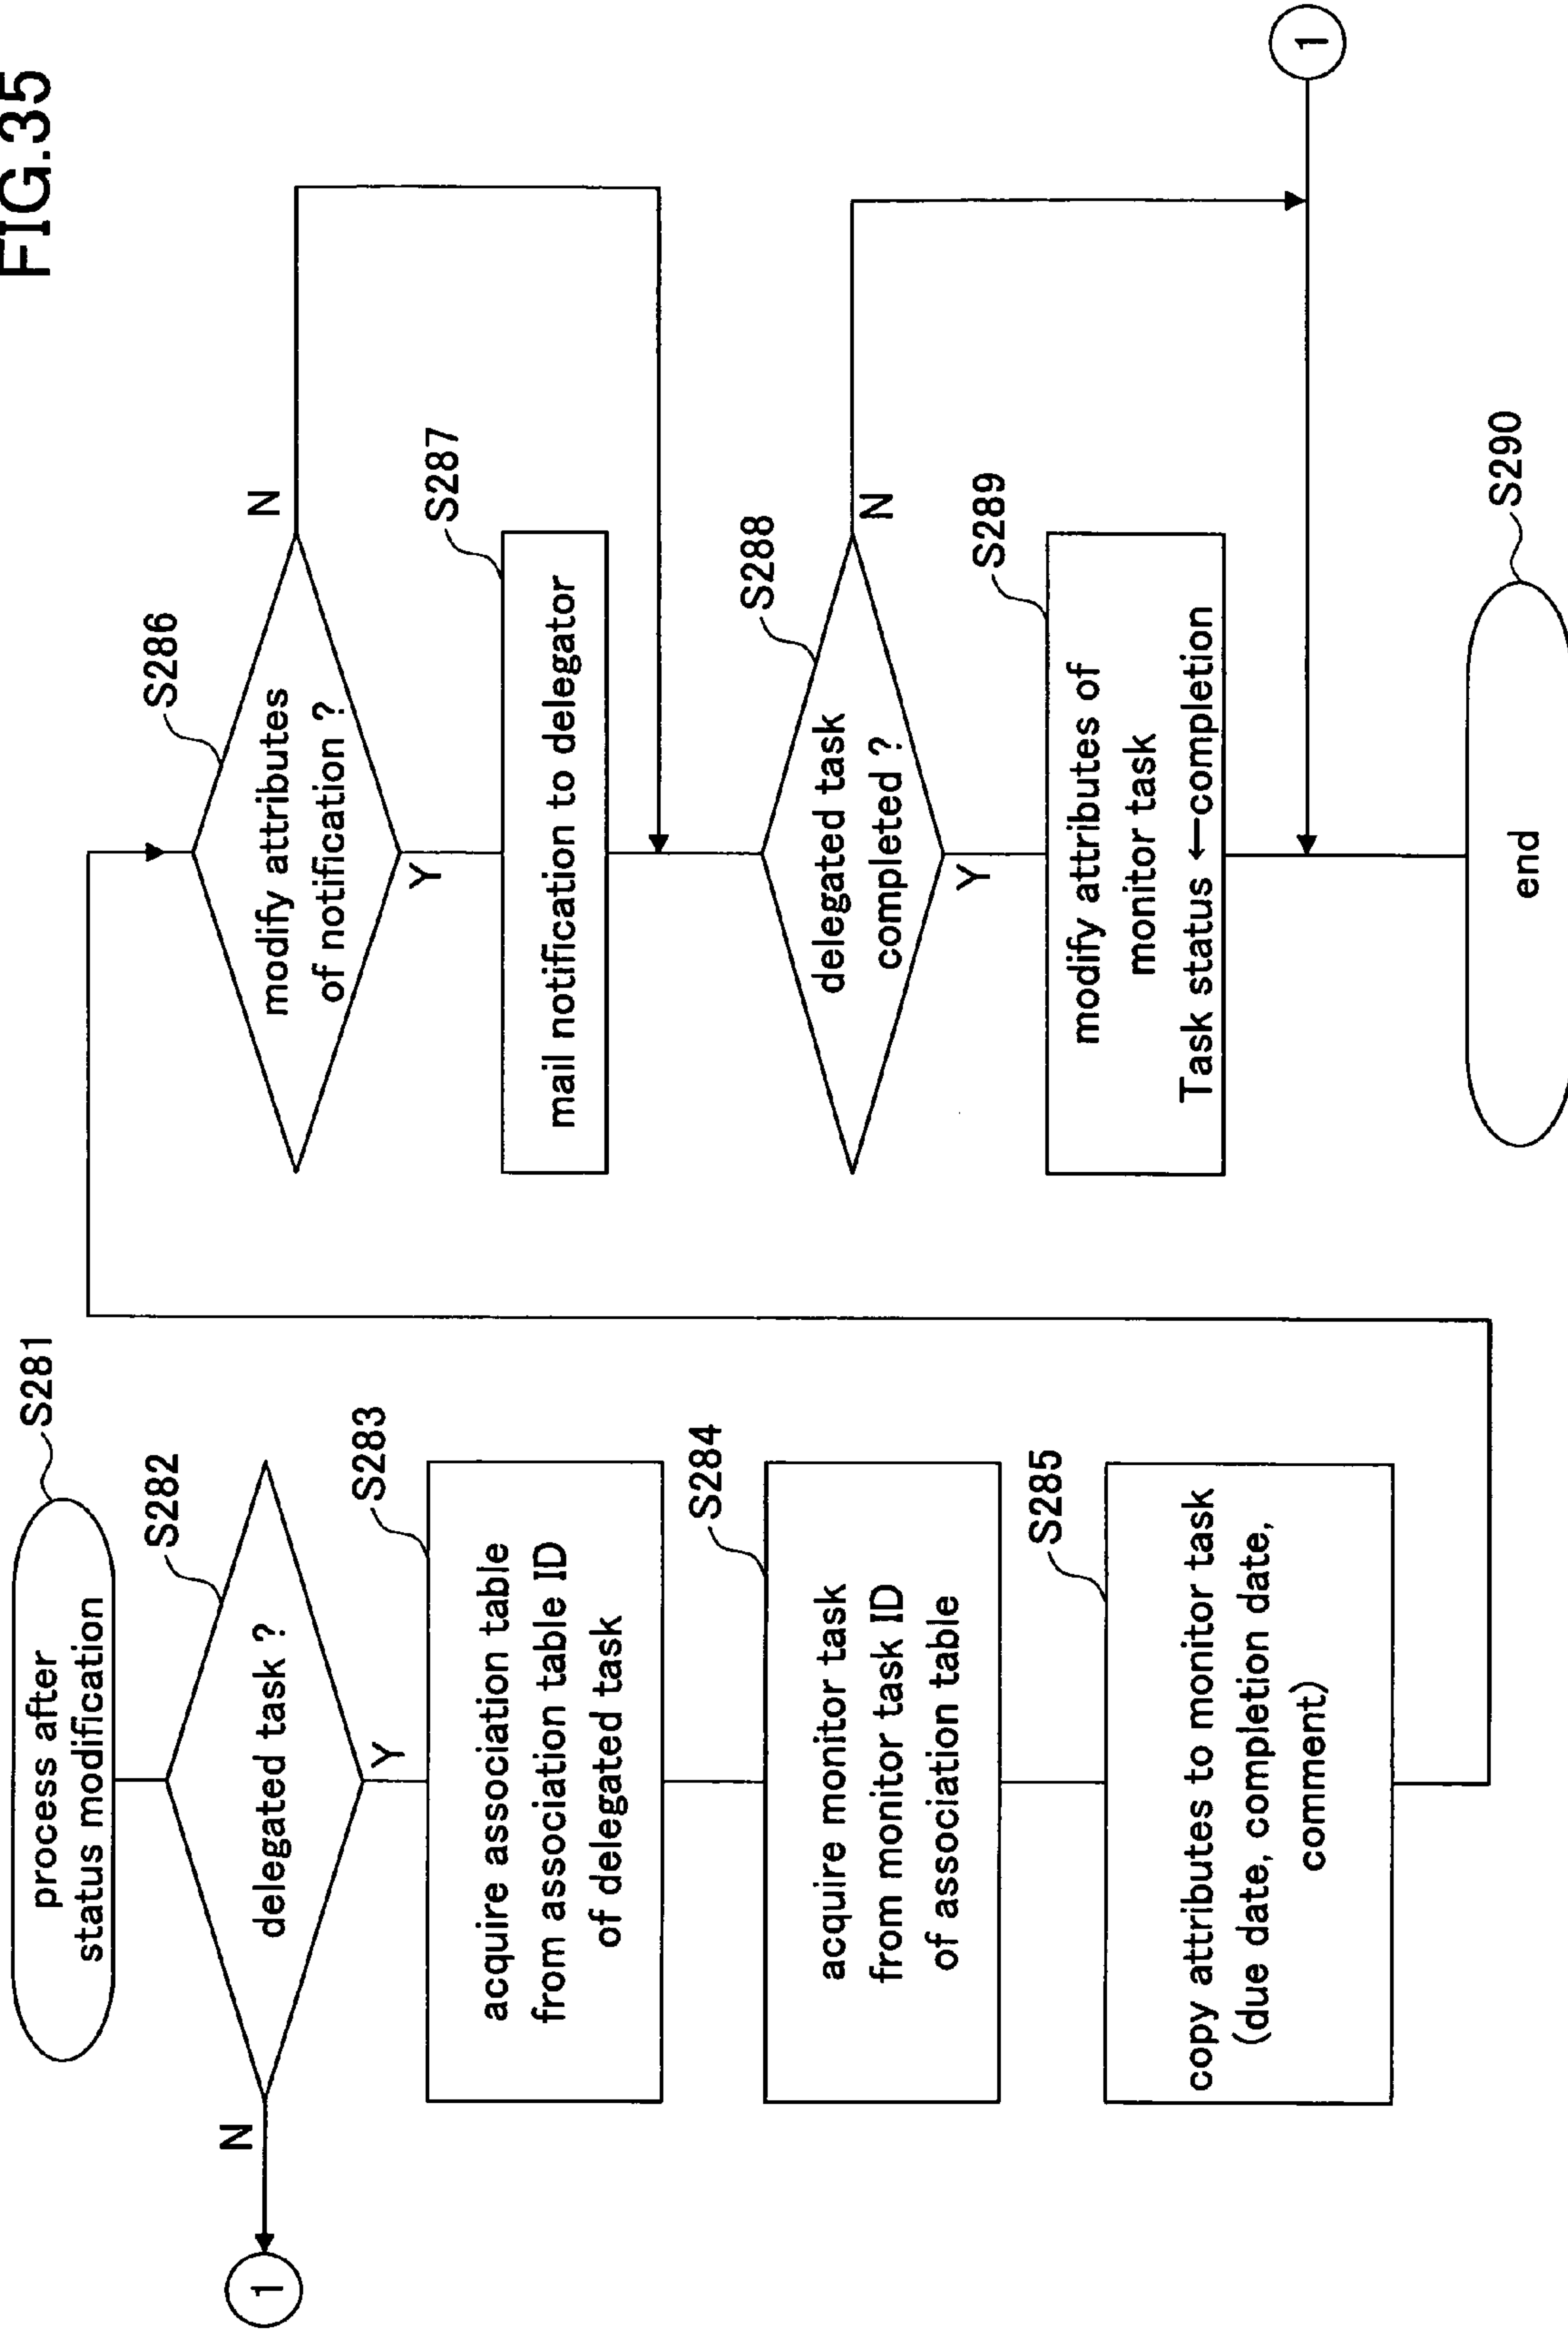 FIG.35
process after
status modification
S281
delegated task ?
S282
N
1
Y
acquire association table
from association table ID
of delegated task
S283
acquire monitor task
from monitor task ID
of association table
S284
copy attributes to monitor task
(due date, completion date,
comment)
S285
modify attributes
of notification ?
S286
N
Y
mail notification to delegator
S287
delegated task
completed ?
S288
N
Y
modify attributes of
monitor task
Task status ←completion
S289
1
end
S290